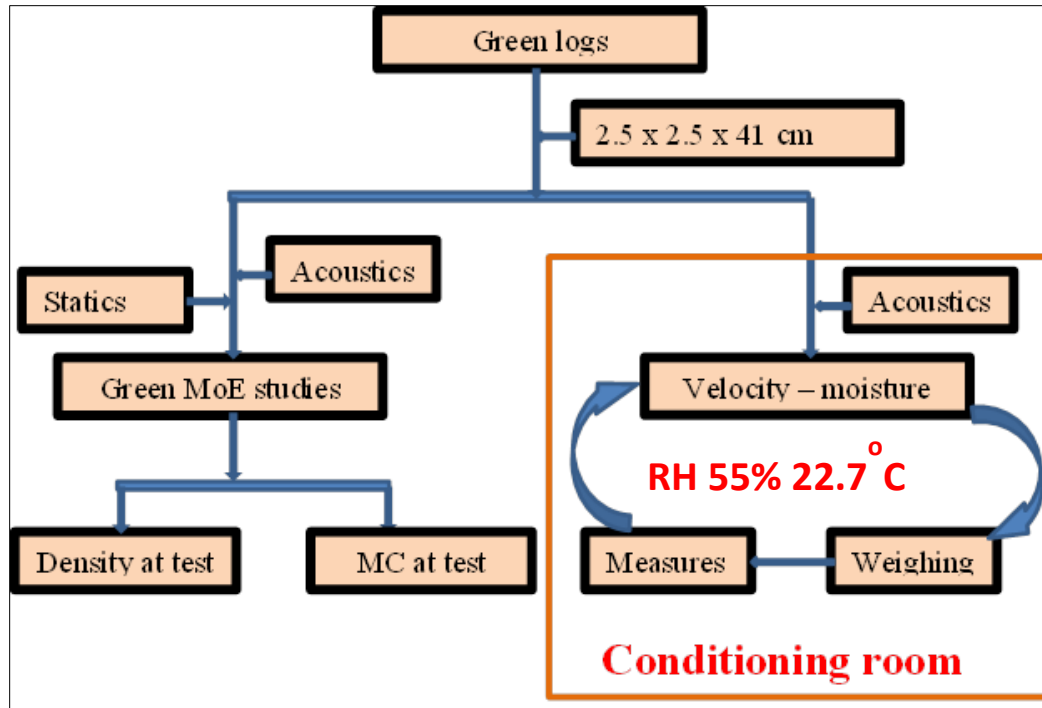 Green logs
2.5 x 2.5 x 41 cm
Acoustics
Statics
Acoustics
Green MoE studies
Velocity – moisture
RH 55% 22.7°C
Density at test
MC at test
Measures
Weighing
Conditioning room